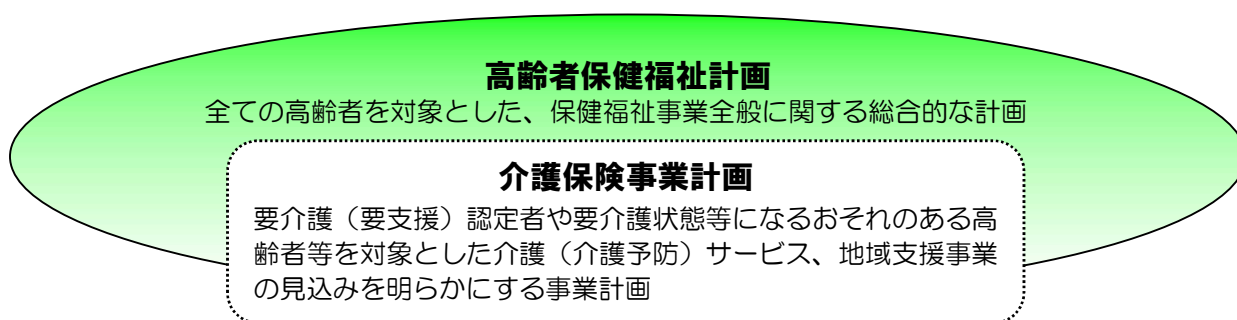 高齢者保健福祉計画
全ての高齢者を対象とした、保健福祉事業全般に関する総合的な計画
介護保険事業計画
要介護（要支援）認定者や要介護状態等になるおそれのある高
齢者等を対象とした介護（介護予防）サービス、地域支援事業
の見込みを明らかにする事業計画